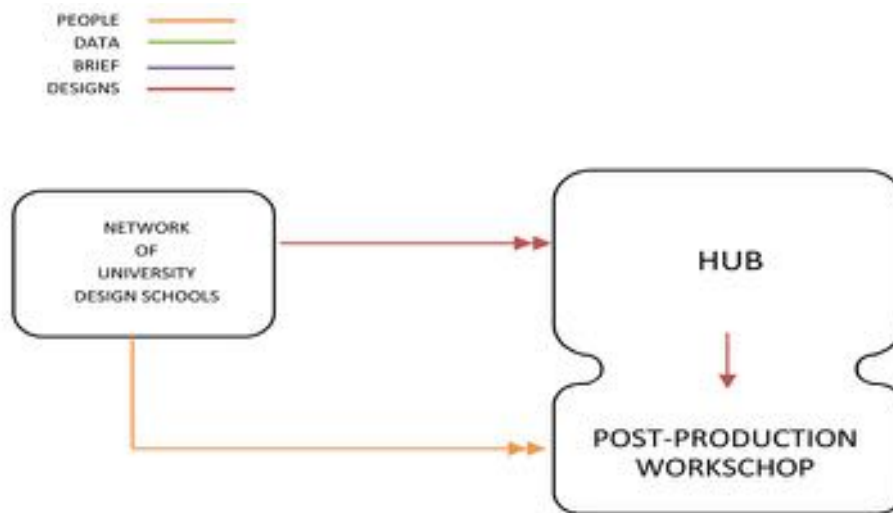 PEOPLE
DATA
BRIEF
DESIGNS
NETWORK
OF
UNIVERSITY
DESIGN SCHOOLS
HUB
POST-PRODUCTION
WORKSCHOP